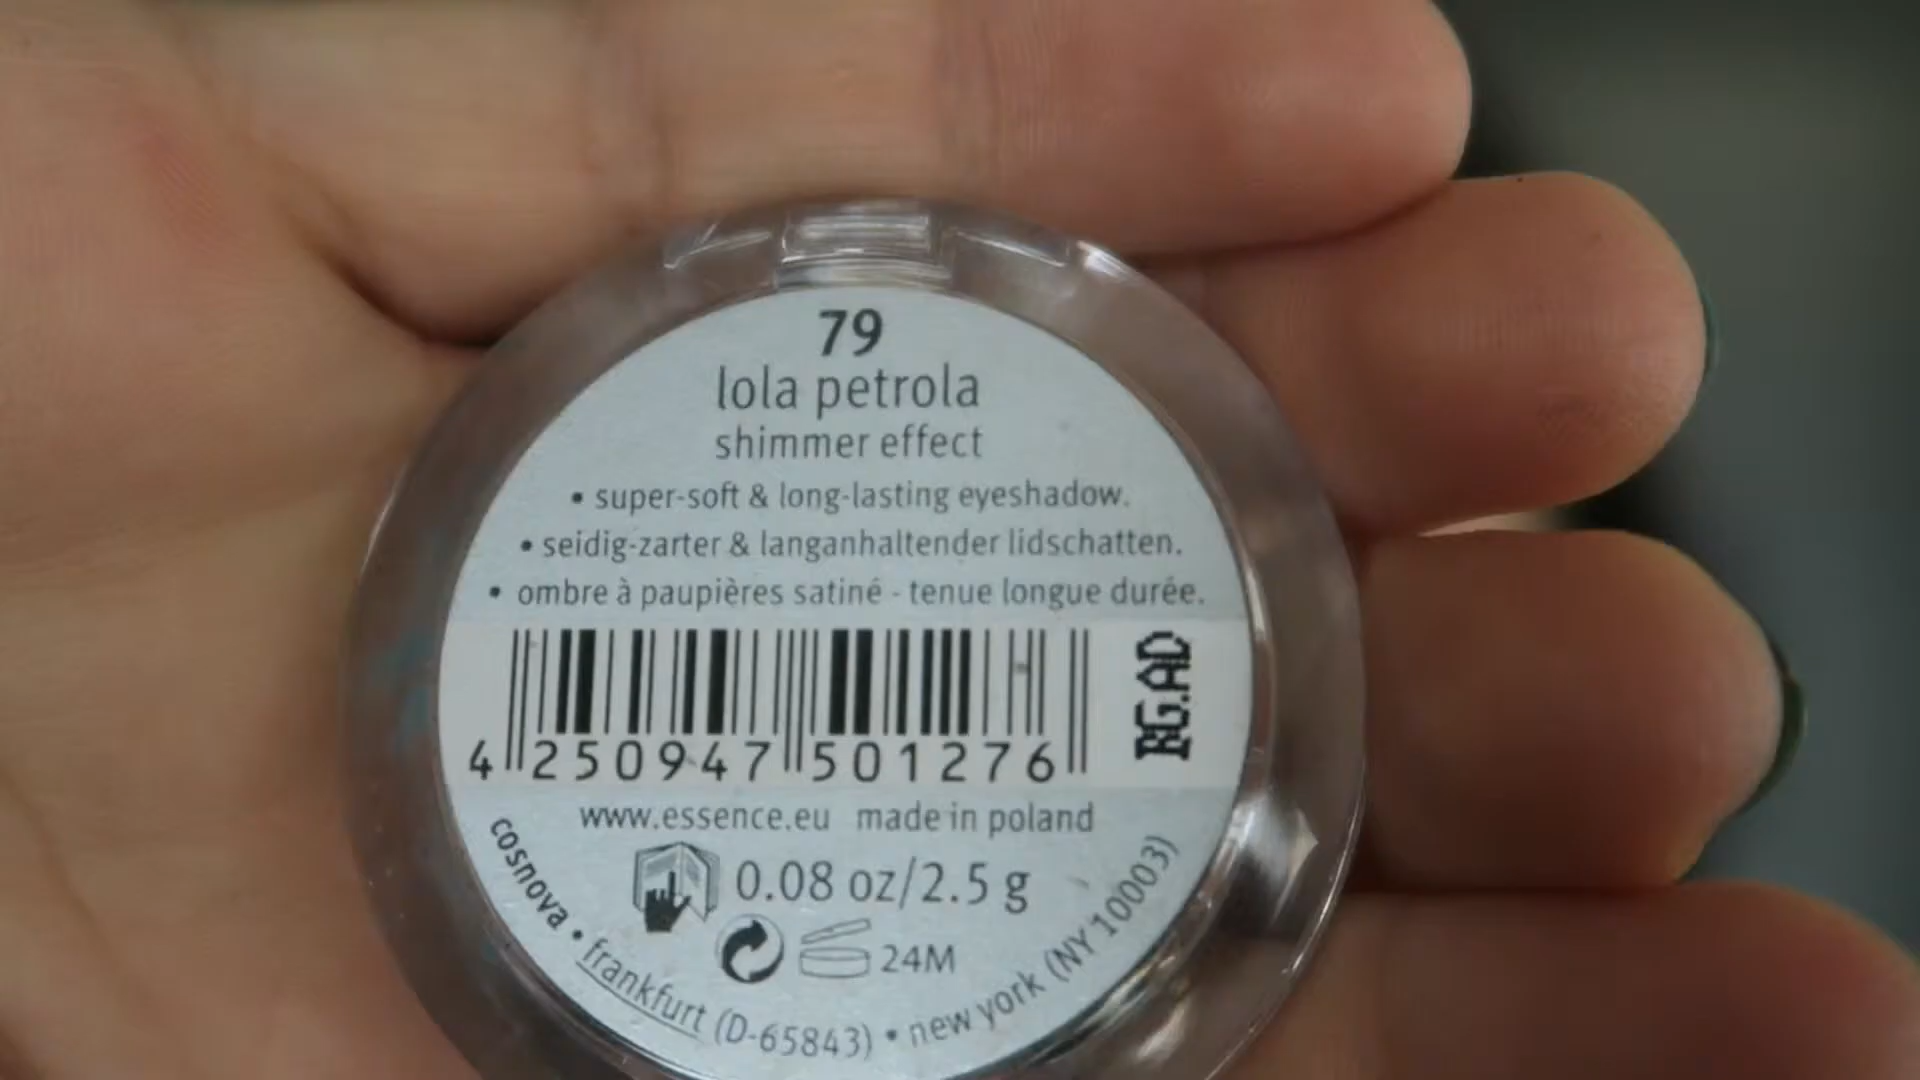 79
lola petrola
shimmer effect
• super-soft & long-lasting eyeshadow.
• seidig-zarter & langanhaltender lidschatten.
• ombre à paupières satiné - tenue longue durée.
BG.AD
4 250947 501276
www.essence.eu made in poland
0.08 oz/2.5 g
24M
cosnova • frankfurt (D-65843) • new york (NY 10003)